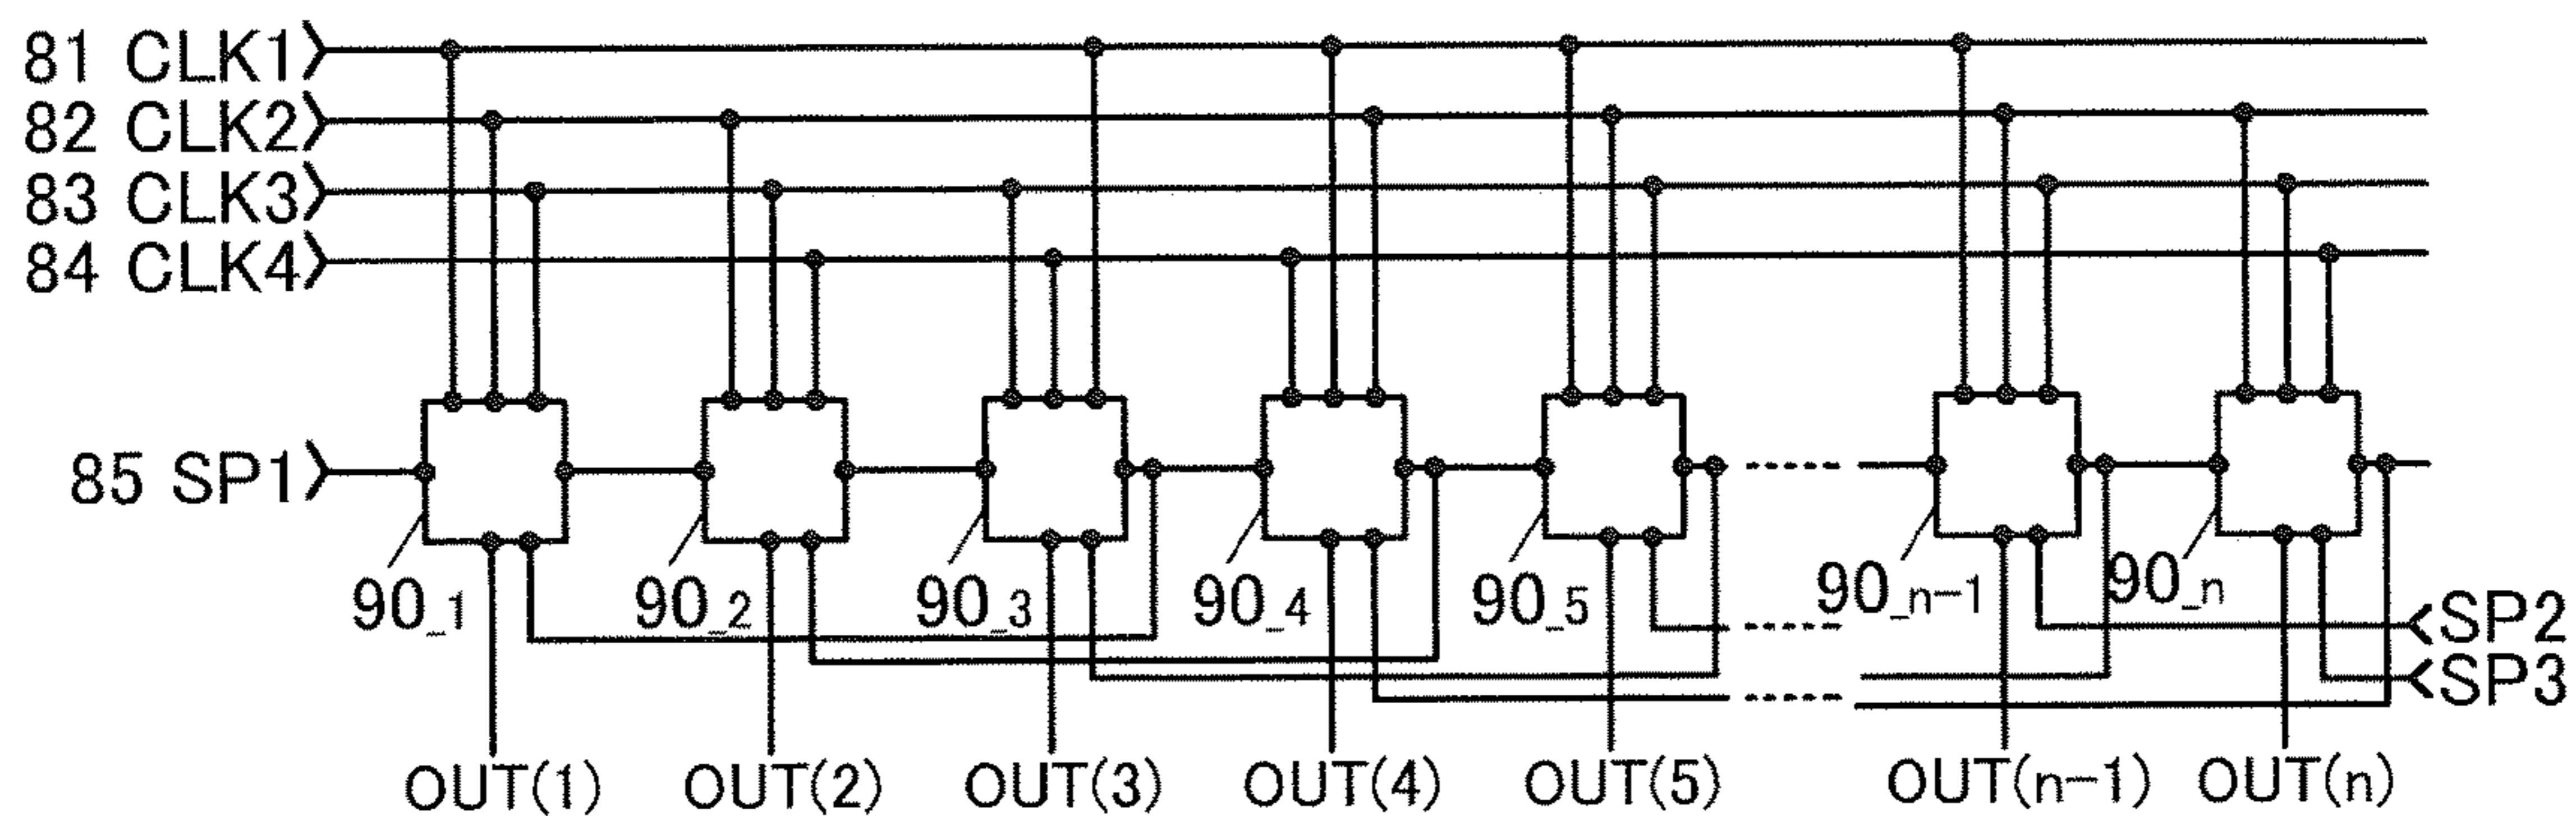 81 CLK1
82 CLK2
83 CLK3
84 CLK4
85 SP1
90_1 90_2 90_3 90_4 90_5 90_n-1 90_n
SP2
SP3
OUT(1) OUT(2) OUT(3) OUT(4) OUT(5) OUT(n-1) OUT(n)